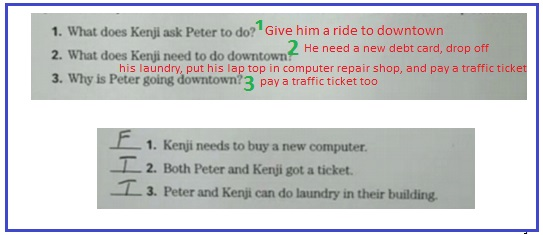 1. What does Kenji ask Peter to do? 1 Give him a ride to downtown
2. What does Kenji need to do downtown? 2 He need a new debt card, drop off
his laundry, put his lap top in computer repair shop, and pay a traffic ticket
3. Why is Peter going downtown? 3 pay a traffic ticket too
F 1. Kenji needs to buy a new computer.
T 2. Both Peter and Kenji got a ticket.
T 3. Peter and Kenji can do laundry in their building.